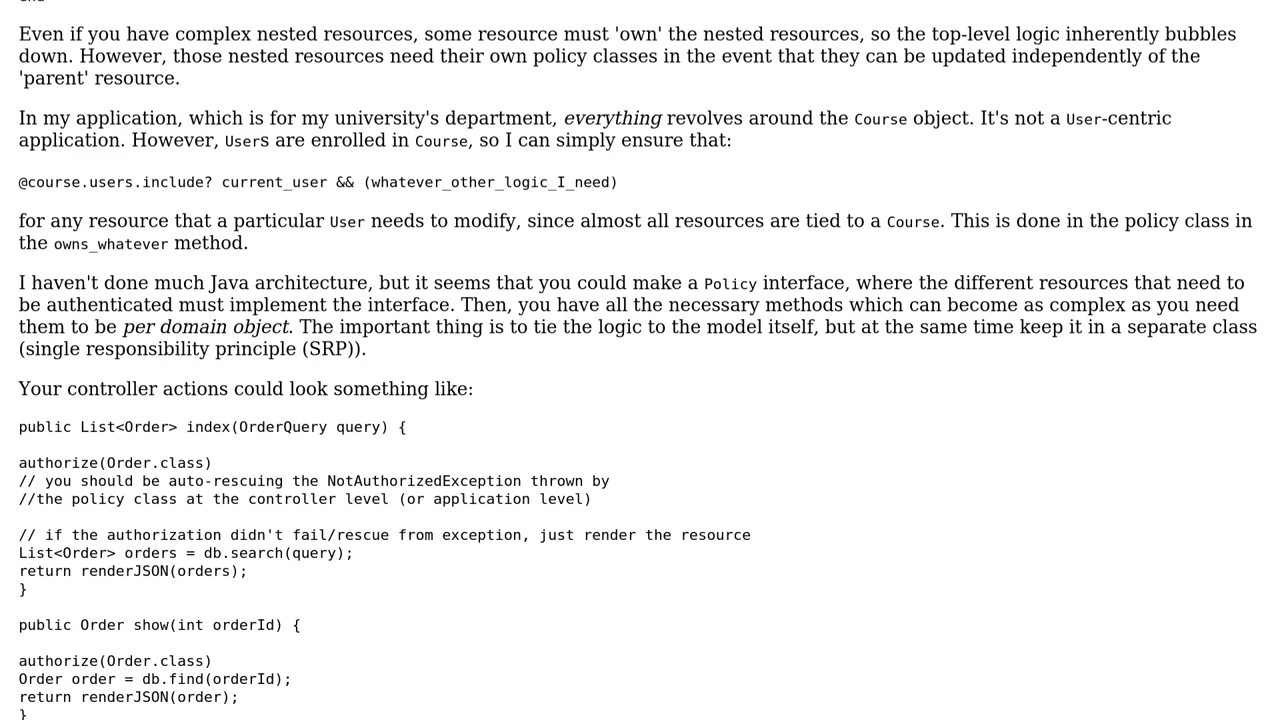 Even if you have complex nested resources, some resource must 'own' the nested resources, so the top-level logic inherently bubbles
down. However, those nested resources need their own policy classes in the event that they can be updated independently of the
'parent' resource.
In my application, which is for my university's department, everything revolves around the Course object. It's not a User-centric
application. However, Users are enrolled in Course, so I can simply ensure that:
@course.users.include? current_user && (whatever_other_logic_I_need)
for any resource that a particular User needs to modify, since almost all resources are tied to a Course. This is done in the policy class in
the owns_whatever method.
I haven't done much Java architecture, but it seems that you could make a Policy interface, where the different resources that need to
be authenticated must implement the interface. Then, you have all the necessary methods which can become as complex as you need
them to be per domain object. The important thing is to tie the logic to the model itself, but at the same time keep it in a separate class
(single responsibility principle (SRP)).
Your controller actions could look something like:
public List<Order> index(OrderQuery query) {
authorize(Order.class)
// you should be auto-rescuing the NotAuthorizedException thrown by
//the policy class at the controller level (or application level)
// if the authorization didn't fail/rescue from exception, just render the resource
List<Order> orders = db.search(query);
return renderJSON(orders);
}
public Order show(int orderId) {
authorize(Order.class)
Order order = db.find(orderId);
return renderJSON(order);
}